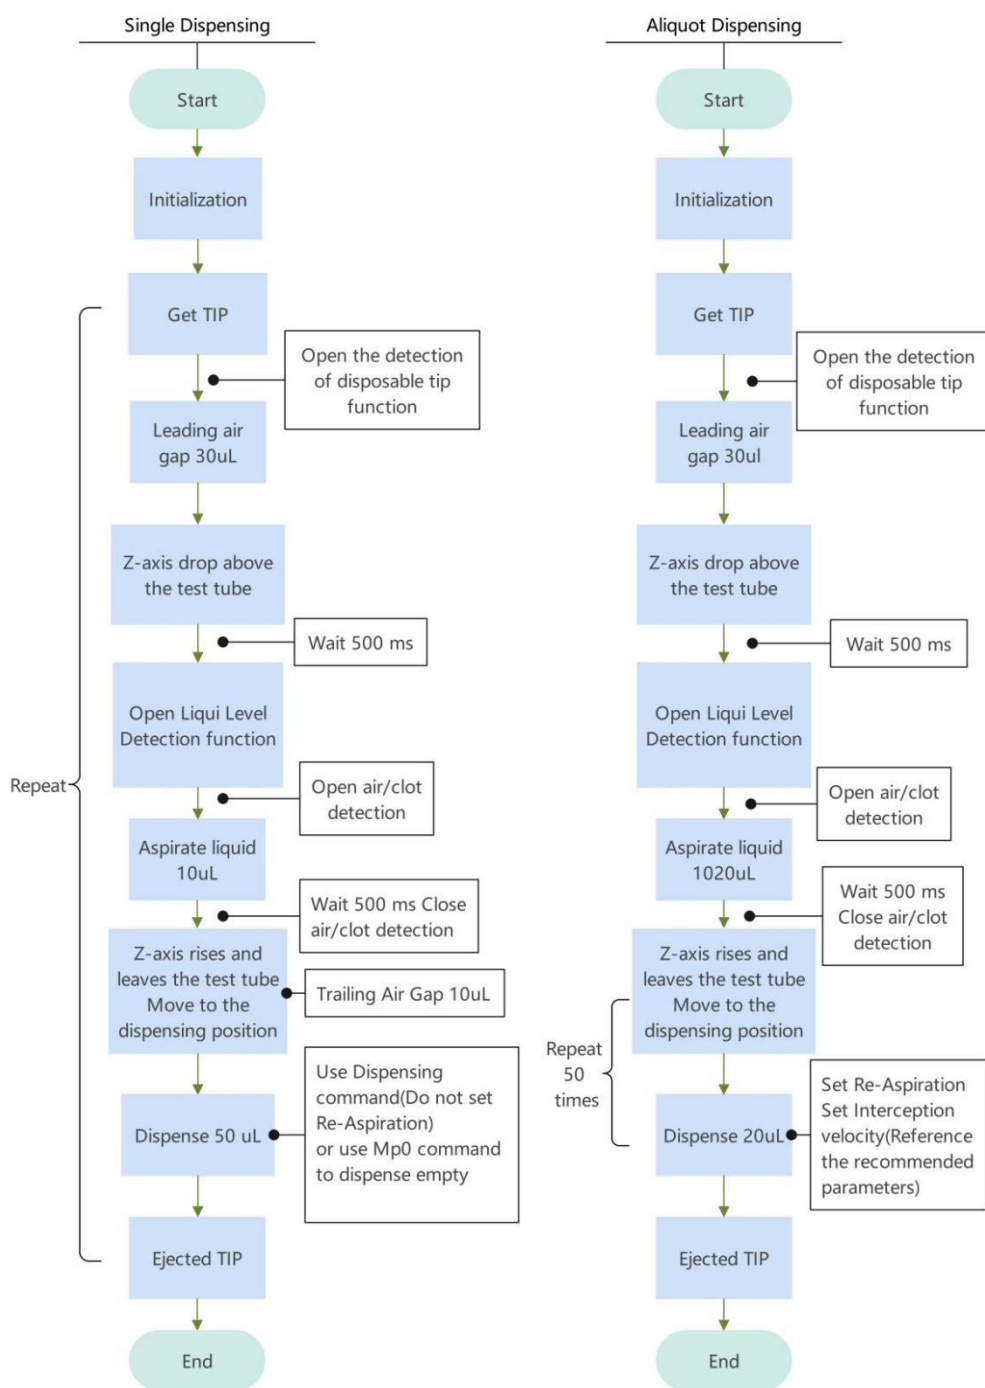 Single Dispensing
Start
Initialization
Get TIP
Open the detection
of disposable tip
function
Leading air
gap 30uL
Z-axis drop above
the test tube
Wait 500 ms
Open Liqui Level
Detection function
Repeat
Open air/clot
detection
Aspirate liquid
10uL
Wait 500 ms Close
air/clot detection
Z-axis rises and
leaves the test tube
Move to the
dispensing position
Trailing Air Gap 10uL
Use Dispensing
command(Do not set
Re-Aspiration)
or use Mp0 command
to dispense empty
Dispense 50 uL
Ejected TIP
End
Aliquot Dispensing
Start
Initialization
Get TIP
Open the detection
of disposable tip
function
Leading air
gap 30ul
Z-axis drop above
the test tube
Wait 500 ms
Open Liqui Level
Detection function
Open air/clot
detection
Aspirate liquid
1020uL
Wait 500 ms
Close air/clot
detection
Z-axis rises and
leaves the test tube
Move to the
dispensing position
Repeat
50
times
Set Re-Aspiration
Set Interception
velocity(Reference
the recommended
parameters)
Dispense 20uL
Ejected TIP
End